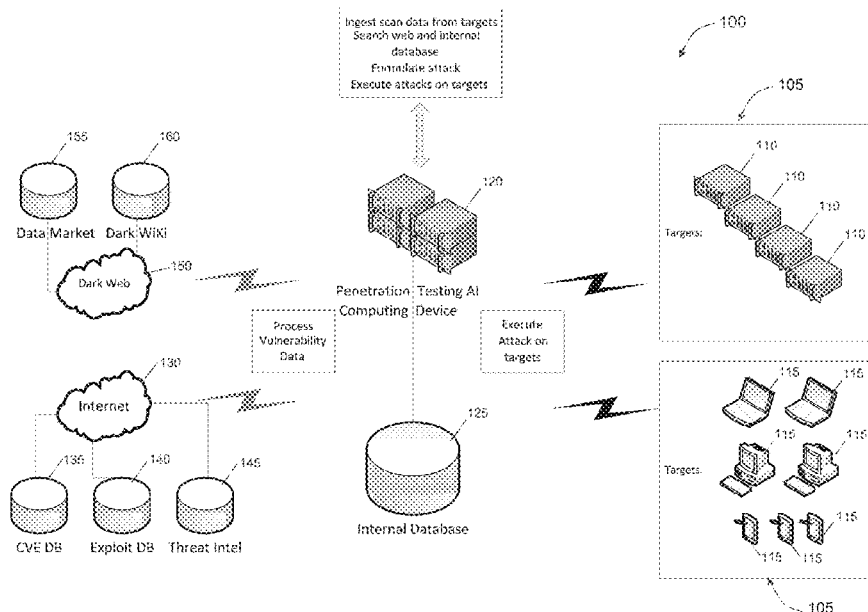 Ingest scan data from targets
Search web and internal
database
Formulate attack
Execute attacks on targets
100
105
155
160
110
110
110
110
120
Targets:
Data Market
Dark Wiki
Dark Web
150
Penetration Testing AI
Computing Device
Process
Vulnerability
Data
Execute
Attack on
targets
130
Internet
115
115
125
135
140
145
115
115
Targets:
CVE DB
Exploit DB
Threat Intel
Internal Database
115
115
115
105